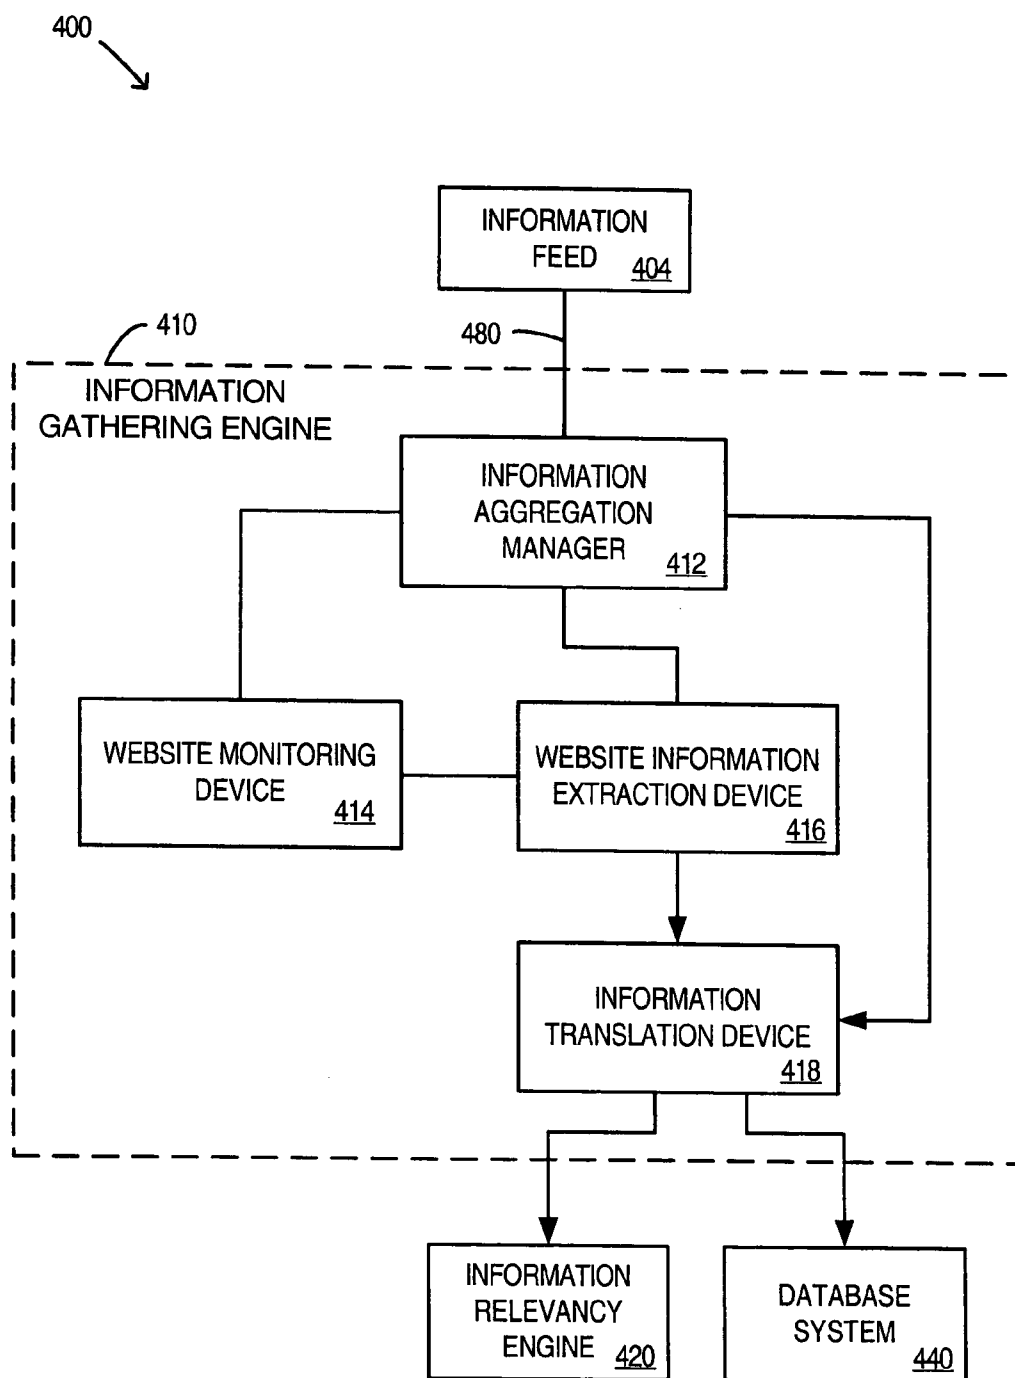 400
INFORMATION
FEED
404
480
410
INFORMATION
GATHERING ENGINE
INFORMATION
AGGREGATION
MANAGER
412
WEBSITE MONITORING
DEVICE
414
WEBSITE INFORMATION
EXTRACTION DEVICE
416
INFORMATION
TRANSLATION DEVICE
418
INFORMATION
RELEVANCY
ENGINE
420
DATABASE
SYSTEM
440